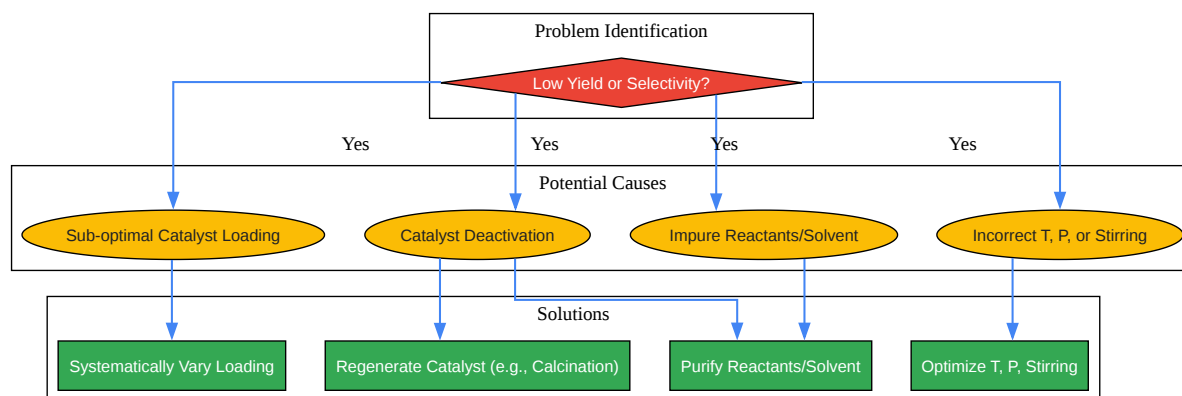 Problem Identification
Low Yield or Selectivity?
Yes
Yes
Yes
Yes
Potential Causes
Sub-optimal Catalyst Loading
Catalyst Deactivation
Impure Reactants/Solvent
Incorrect T, P, or Stirring
Solutions
Systematically Vary Loading
Regenerate Catalyst (e.g., Calcination)
Purify Reactants/Solvent
Optimize T, P, Stirring